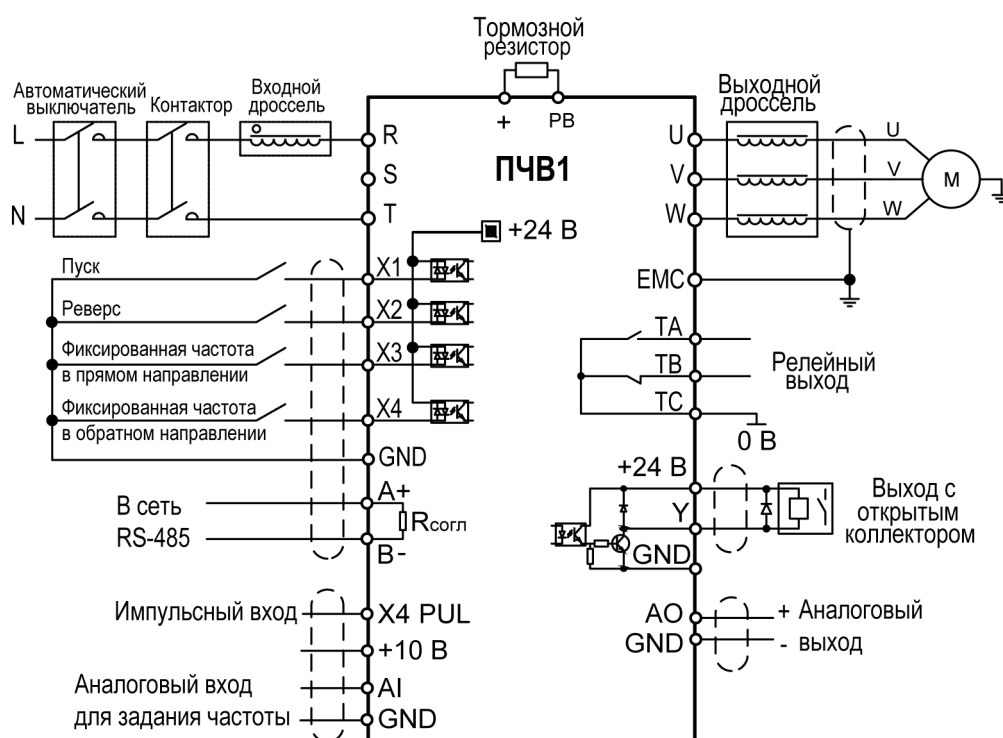 Тормозной
резистор
+ PB
Автоматический
выключатель
Контактор
Входной
дроссель
Выходной
дроссель
L
N
R
S
T
ПЧВ1
+24 В
U
V
W
U
V
W
M
EMC
Пуск
X1
Реверс
X2
Фиксированная частота
в прямом направлении
X3
Фиксированная частота
в обратном направлении
X4
GND
TA
TB
TC
Релейный
выход
0 В
В сеть
RS-485
A+
B-
Rсогл
+24 В
Y
GND
Выход с
открытым
коллектором
Импульсный вход
X4 PUL
+10 В
Аналоговый вход
для задания частоты
AI
GND
AO
GND
+ Аналоговый
- выход